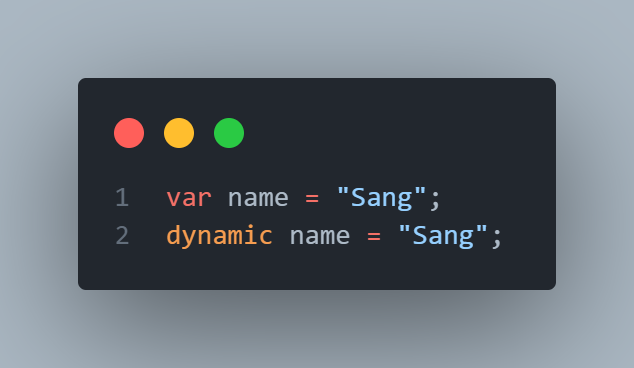 1 var name = "Sang";
2 dynamic name = "Sang";